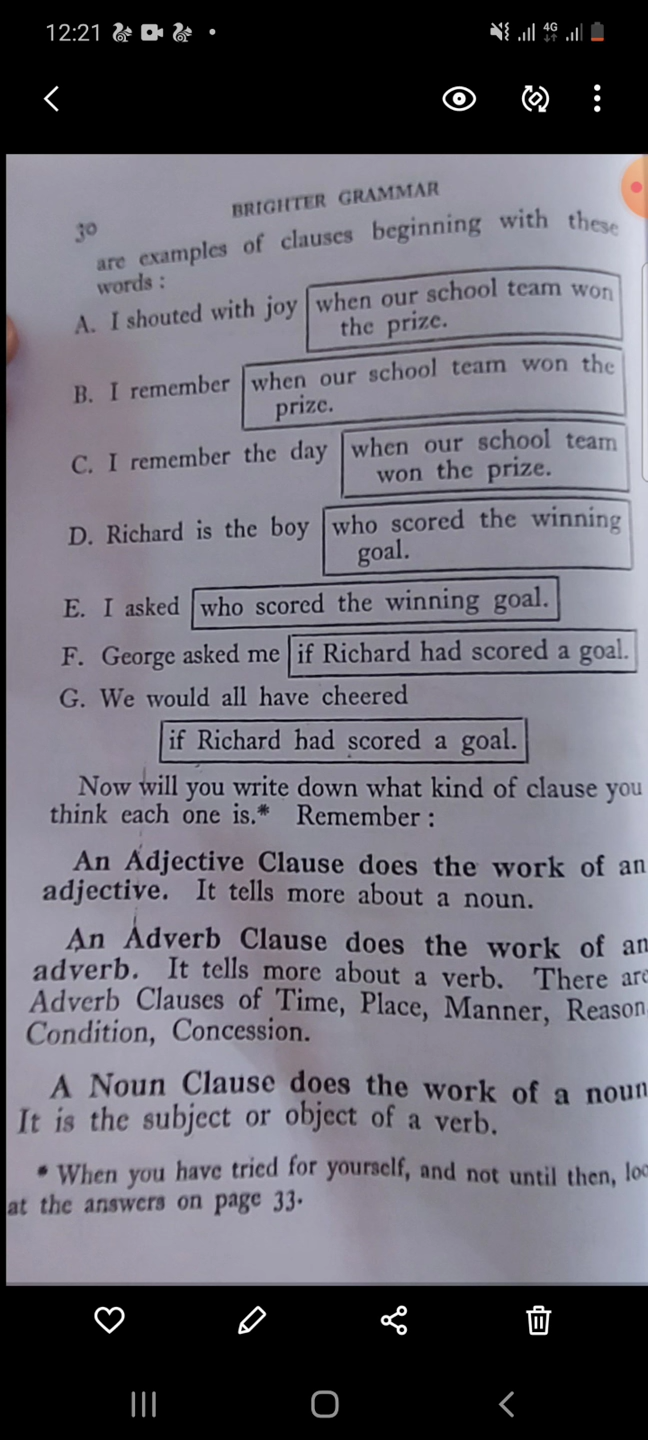 12:21
4G
30 BRIGHTER GRAMMAR
are examples of clauses beginning with these
words :
A. I shouted with joy when our school team won
the prize.
B. I remember when our school team won the
prize.
C. I remember the day when our school team
won the prize.
D. Richard is the boy who scored the winning
goal.
E. I asked who scored the winning goal.
F. George asked me if Richard had scored a goal.
G. We would all have cheered
if Richard had scored a goal.
Now will you write down what kind of clause you
think each one is.* Remember :
An Adjective Clause does the work of an
adjective. It tells more about a noun.
An Adverb Clause does the work of an
adverb. It tells more about a verb. There are
Adverb Clauses of Time, Place, Manner, Reason
Condition, Concession.
A Noun Clause does the work of a noun
It is the subject or object of a verb.
* When you have tried for yourself, and not until then,
at the answers on page 33.